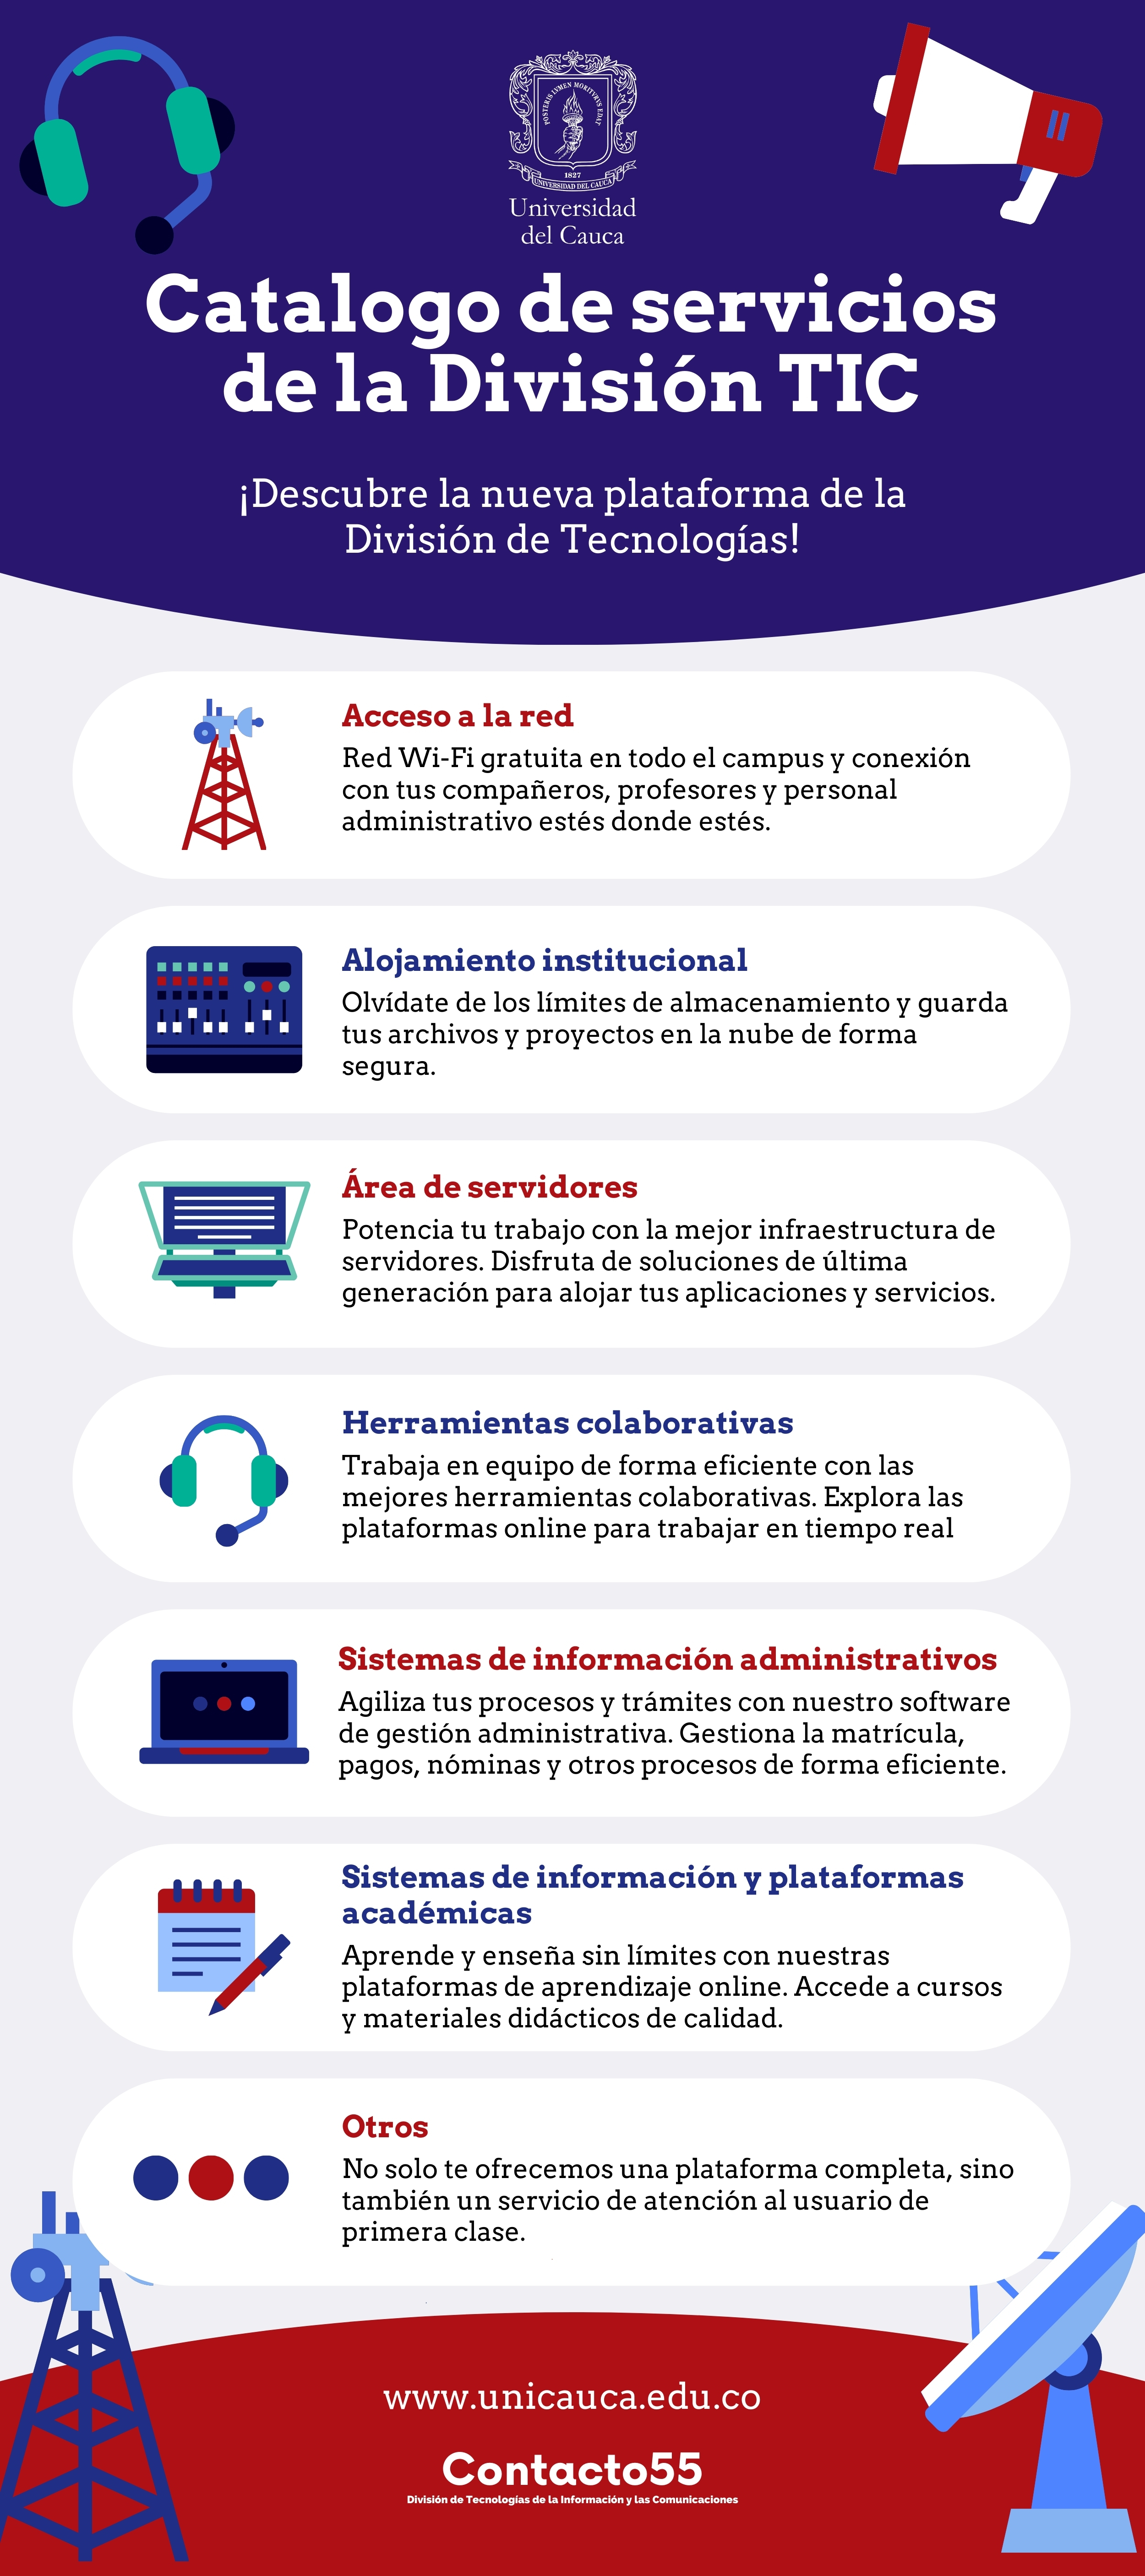 POSTERIS LVMEN MORITVRVS EDAT
1827
UNIVERSIDAD DEL CAUCA
Universidad
del Cauca
Catalogo de servicios
de la División TIC
¡Descubre la nueva plataforma de la
División de Tecnologías!
Acceso a la red
Red Wi-Fi gratuita en todo el campus y conexión
con tus compañeros, profesores y personal
administrativo estés donde estés.
Alojamiento institucional
Olvídate de los límites de almacenamiento y guarda
tus archivos y proyectos en la nube de forma
segura.
Área de servidores
Potencia tu trabajo con la mejor infraestructura de
servidores. Disfruta de soluciones de última
generación para alojar tus aplicaciones y servicios.
Herramientas colaborativas
Trabaja en equipo de forma eficiente con las
mejores herramientas colaborativas. Explora las
plataformas online para trabajar en tiempo real
Sistemas de información administrativos
Agiliza tus procesos y trámites con nuestro software
de gestión administrativa. Gestiona la matrícula,
pagos, nóminas y otros procesos de forma eficiente.
Sistemas de información y plataformas
académicas
Aprende y enseña sin límites con nuestras
plataformas de aprendizaje online. Accede a cursos
y materiales didácticos de calidad.
Otros
No solo te ofrecemos una plataforma completa, sino
también un servicio de atención al usuario de
primera clase.
www.unicauca.edu.co
Contacto55
División de Tecnologías de la Información y las Comunicaciones